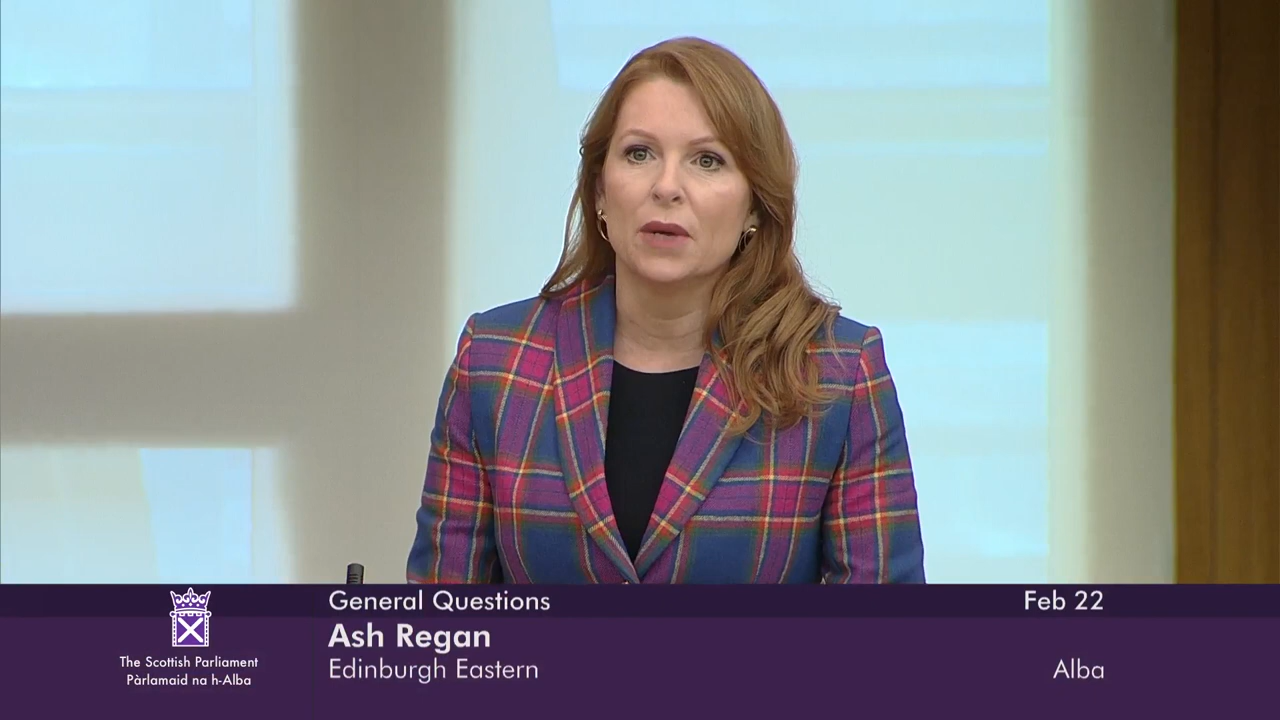 General Questions
Feb 22
Ash Regan
Edinburgh Eastern
Alba
The Scottish Parliament
Pàrlamaid na h-Alba